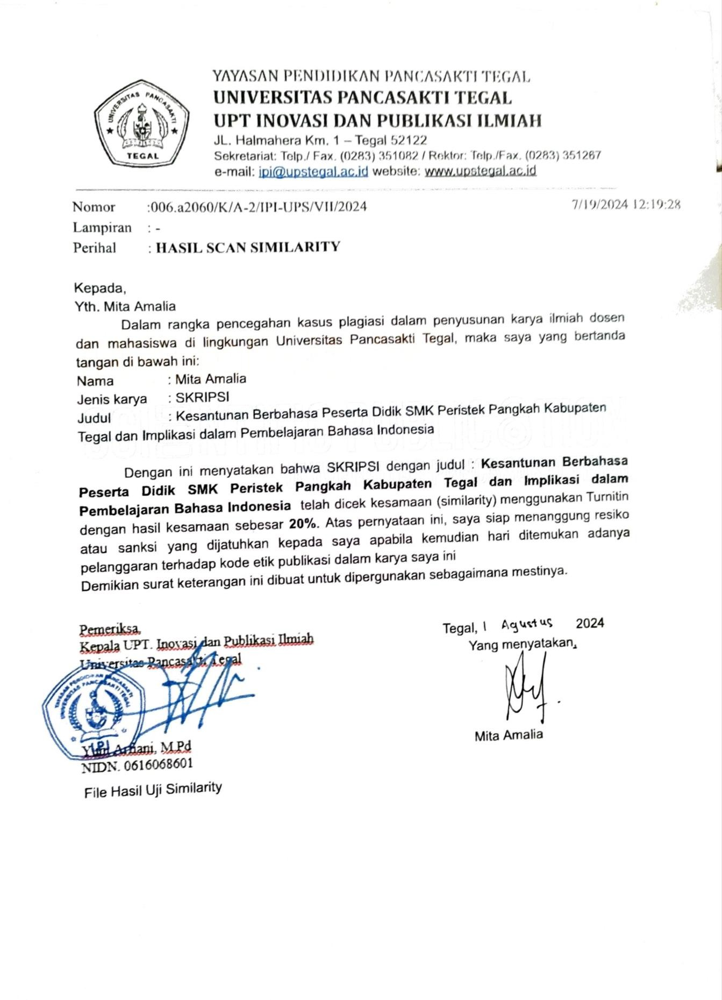 YAYASAN PENDIDIKAN PANCASAKTI TEGAL
UNIVERSITAS PANCASAKTI TEGAL
UPT INOVASI DAN PUBLIKASI ILMIAH
JL. Halmahera Km. 1 – Tegal 52122
Sekretariat: Telp./ Fax. (0283) 351082 / Rektor: Telp./Fax. (0283) 351267
e-mail: ipi@upstegal.ac.id website: www.upstegal.ac.id
UNIVERSITAS PANCASAKTI
TEGAL
Nomor :006.a2060/K/A-2/IPI-UPS/VII/2024 7/19/2024 12:19:28
Lampiran : -
Perihal : HASIL SCAN SIMILARITY
Kepada,
Yth. Mita Amalia
Dalam rangka pencegahan kasus plagiasi dalam penyusunan karya ilmiah dosen
dan mahasiswa di lingkungan Universitas Pancasakti Tegal, maka saya yang bertanda
tangan di bawah ini:
Nama : Mita Amalia
Jenis karya : SKRIPSI
Judul : Kesantunan Berbahasa Peserta Didik SMK Peristek Pangkah Kabupaten
Tegal dan Implikasi dalam Pembelajaran Bahasa Indonesia
Dengan ini menyatakan bahwa SKRIPSI dengan judul : Kesantunan Berbahasa
Peserta Didik SMK Peristek Pangkah Kabupaten Tegal dan Implikasi dalam
Pembelajaran Bahasa Indonesia telah dicek kesamaan (similarity) menggunakan Turnitin
dengan hasil kesamaan sebesar 20%. Atas pernyataan ini, saya siap menanggung resiko
atau sanksi yang dijatuhkan kepada saya apabila kemudian hari ditemukan adanya
pelanggaran terhadap kode etik publikasi dalam karya saya ini
Demikian surat keterangan ini dibuat untuk dipergunakan sebagaimana mestinya.
Pemeriksa,
Kepala UPT. Inovasi dan Publikasi Ilmiah
Universitas Pancasakti Tegal
YAYASAN PENDIDIKAN PANCASAKTI
UNIVERSITAS PANCASAKTI TEGAL
IPI
M.Pd
NIDN. 0616068601
File Hasil Uji Similarity
Tegal, 1 Agustus 2024
Yang menyatakan,
Mita Amalia